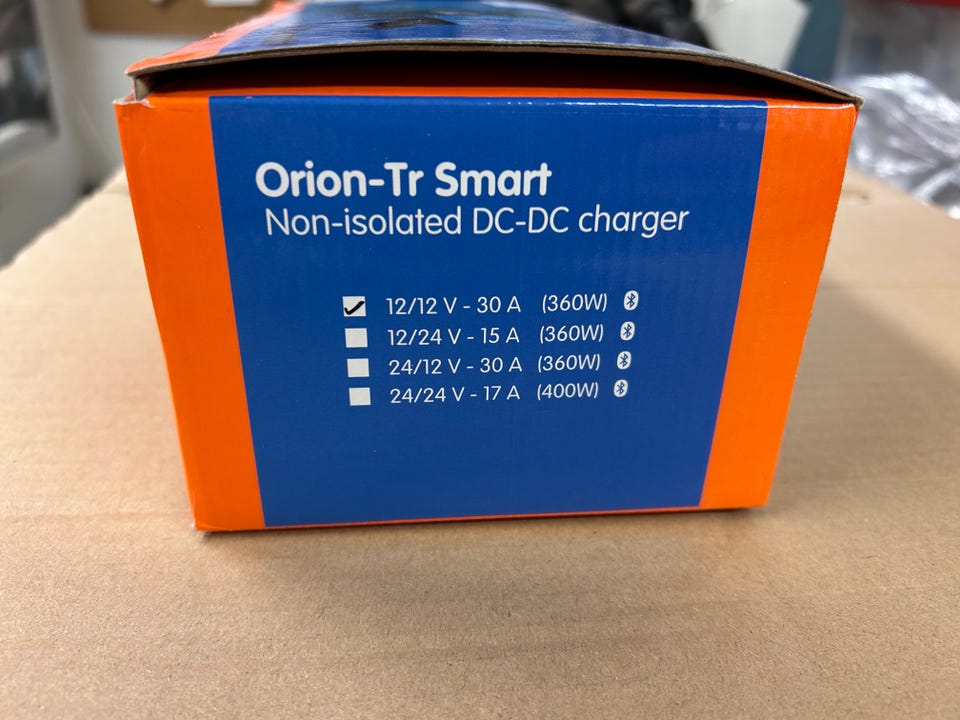 Orion-Tr Smart
Non-isolated DC-DC charger
12/12 V - 30 A (360W)
12/24 V - 15 A (360W)
24/12 V - 30 A (360W)
24/24 V - 17 A (400W)